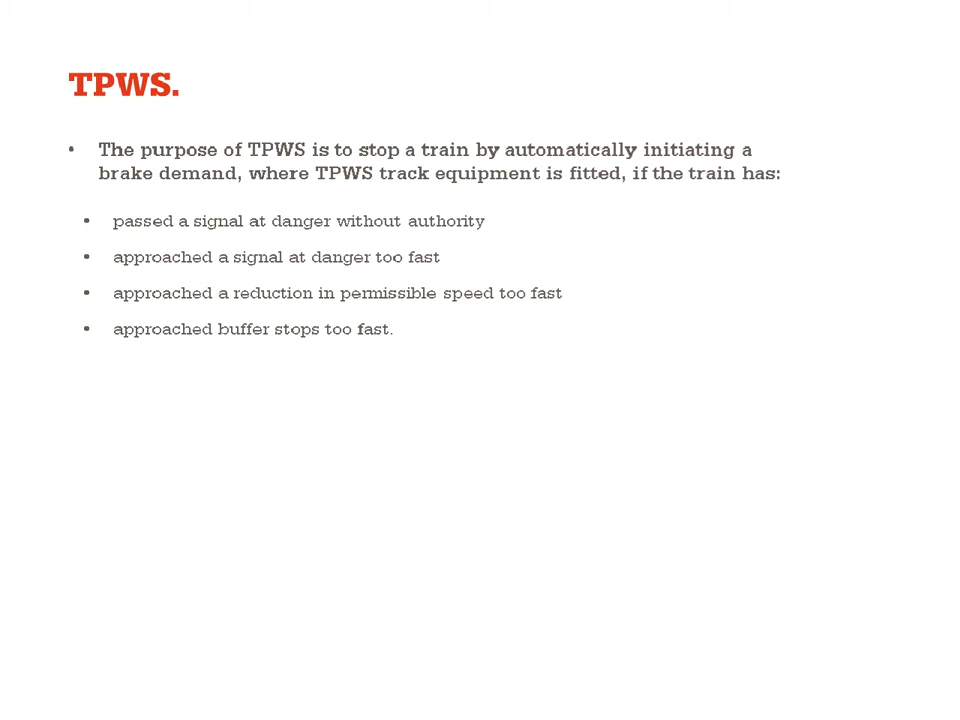 TPWS.
• The purpose of TPWS is to stop a train by automatically initiating a
brake demand, where TPWS track equipment is fitted, if the train has:
• passed a signal at danger without authority
• approached a signal at danger too fast
• approached a reduction in permissible speed too fast
• approached buffer stops too fast.